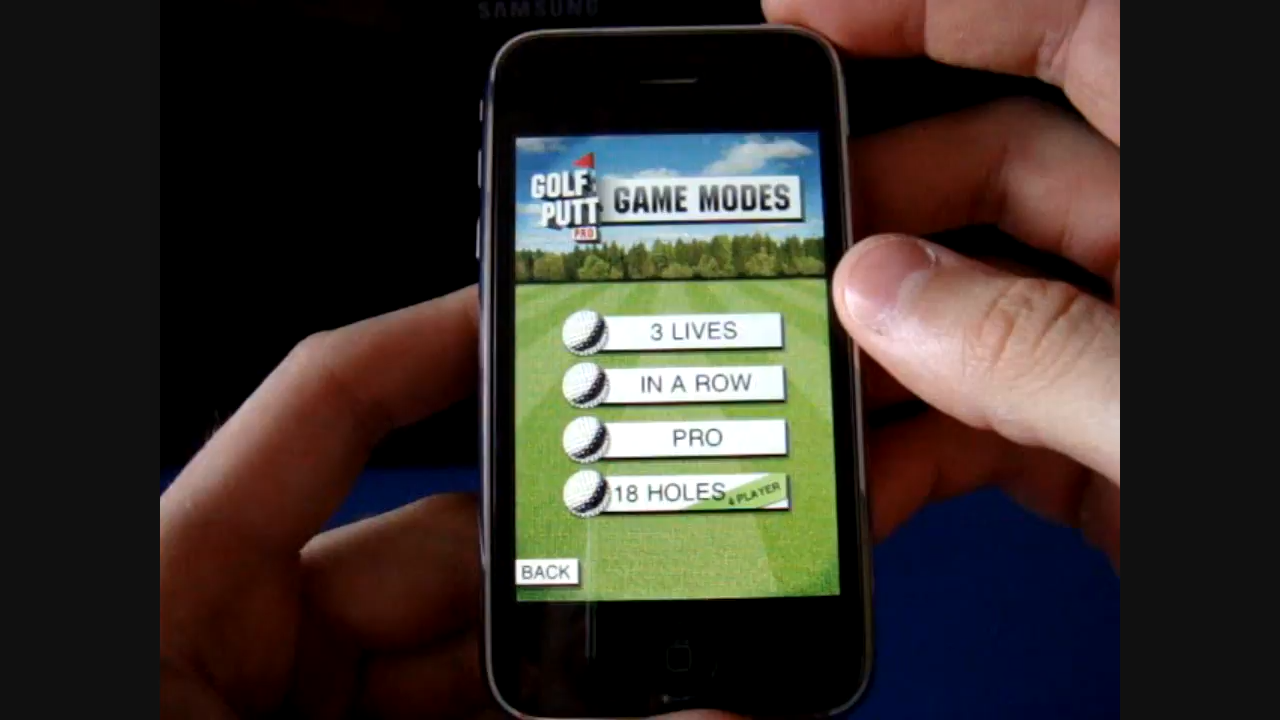 SAMSUNG
GOLF
PUTT
PRO
GAME MODES
3 LIVES
IN A ROW
PRO
18 HOLES 4 PLAYER
BACK